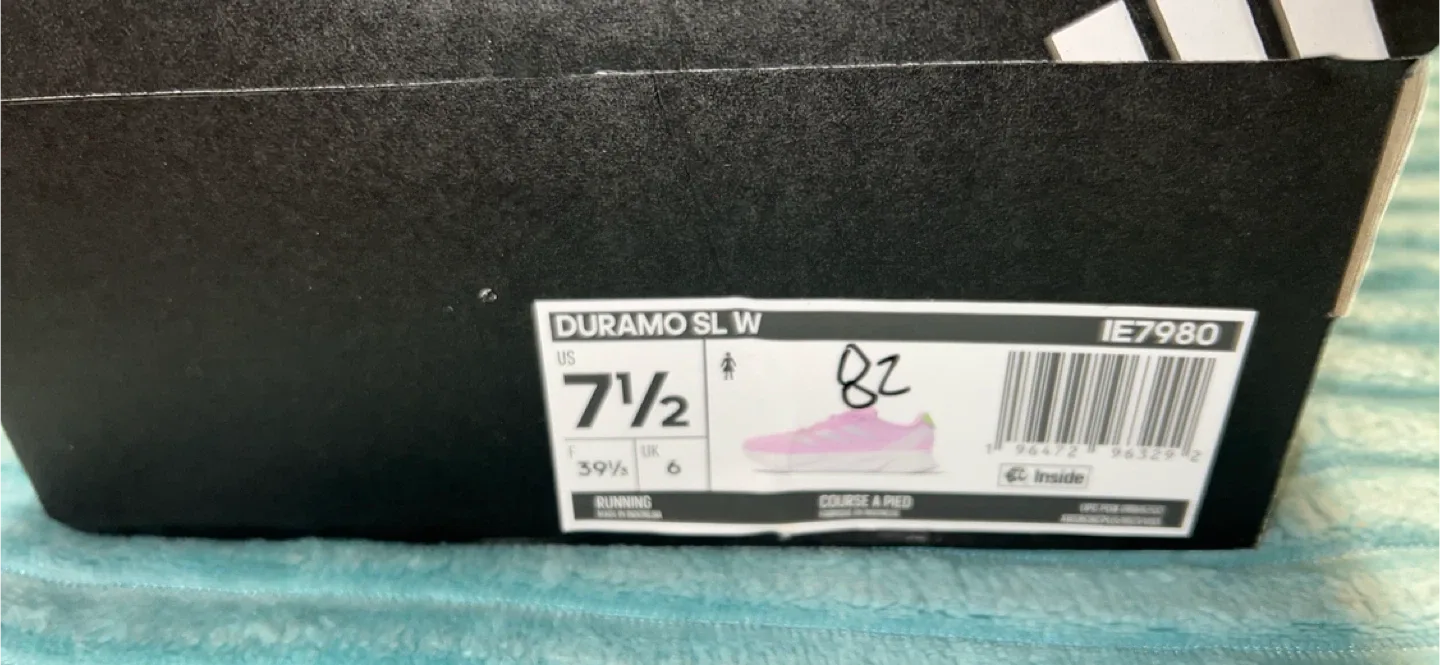 DURAMO SL W IE7980
US
7½
F
39⅓
UK
6
82
1 96472 96329 2
Inside
RUNNING
COURSE A PIED